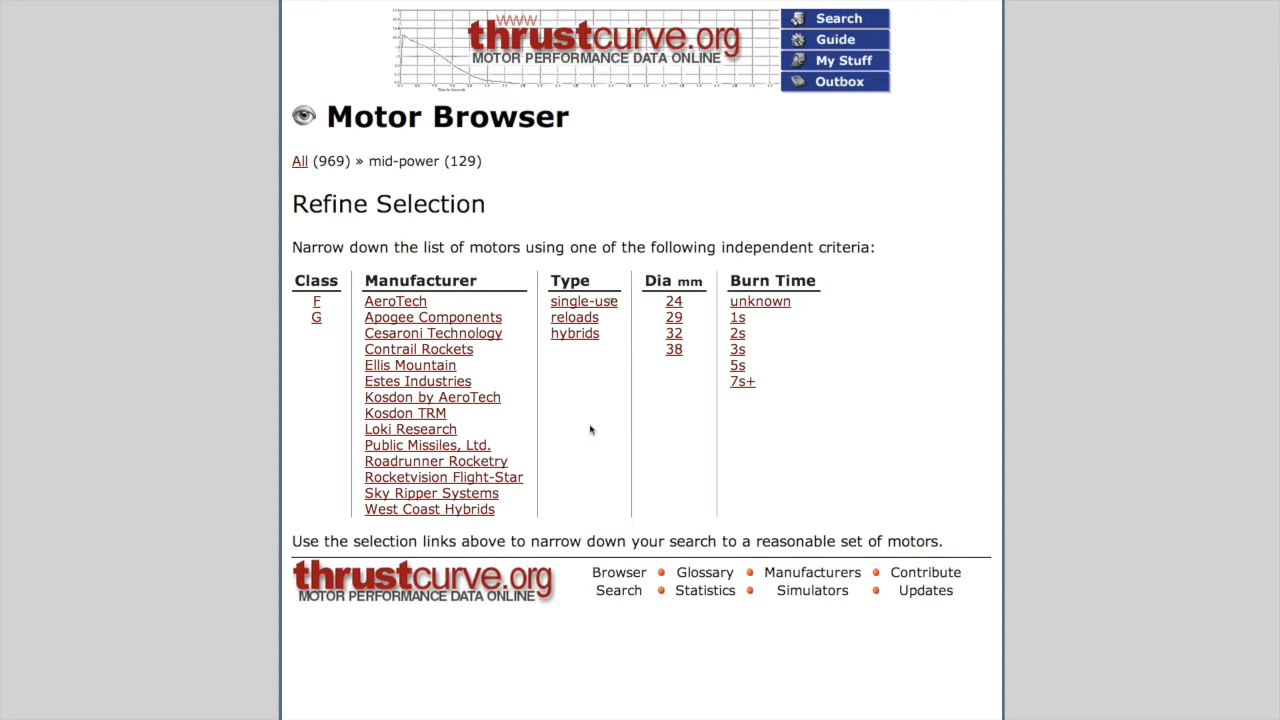 www
thrustcurve.org
MOTOR PERFORMANCE DATA ONLINE
Search
Guide
My Stuff
Outbox
Motor Browser
All (969) » mid-power (129)
Refine Selection
Narrow down the list of motors using one of the following independent criteria:
Class Manufacturer Type Dia mm Burn Time
F AeroTech single-use 24 unknown
G Apogee Components reloads 29 1s
Cesaroni Technology hybrids 32 2s
Contrail Rockets 38 3s
Ellis Mountain 5s
Estes Industries 7s+
Kosdon by AeroTech
Kosdon TRM
Loki Research
Public Missiles, Ltd.
Roadrunner Rocketry
Rocketvision Flight-Star
Sky Ripper Systems
West Coast Hybrids
Use the selection links above to narrow down your search to a reasonable set of motors.
thrustcurve.org
MOTOR PERFORMANCE DATA ONLINE
Browser Glossary Manufacturers Contribute
Search Statistics Simulators Updates